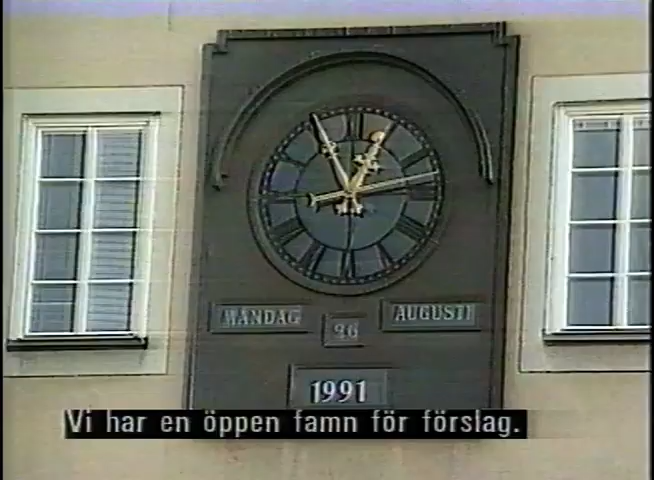 MÅNDAG
26
AUGUSTI
1991
Vi har en öppen famn för förslag.